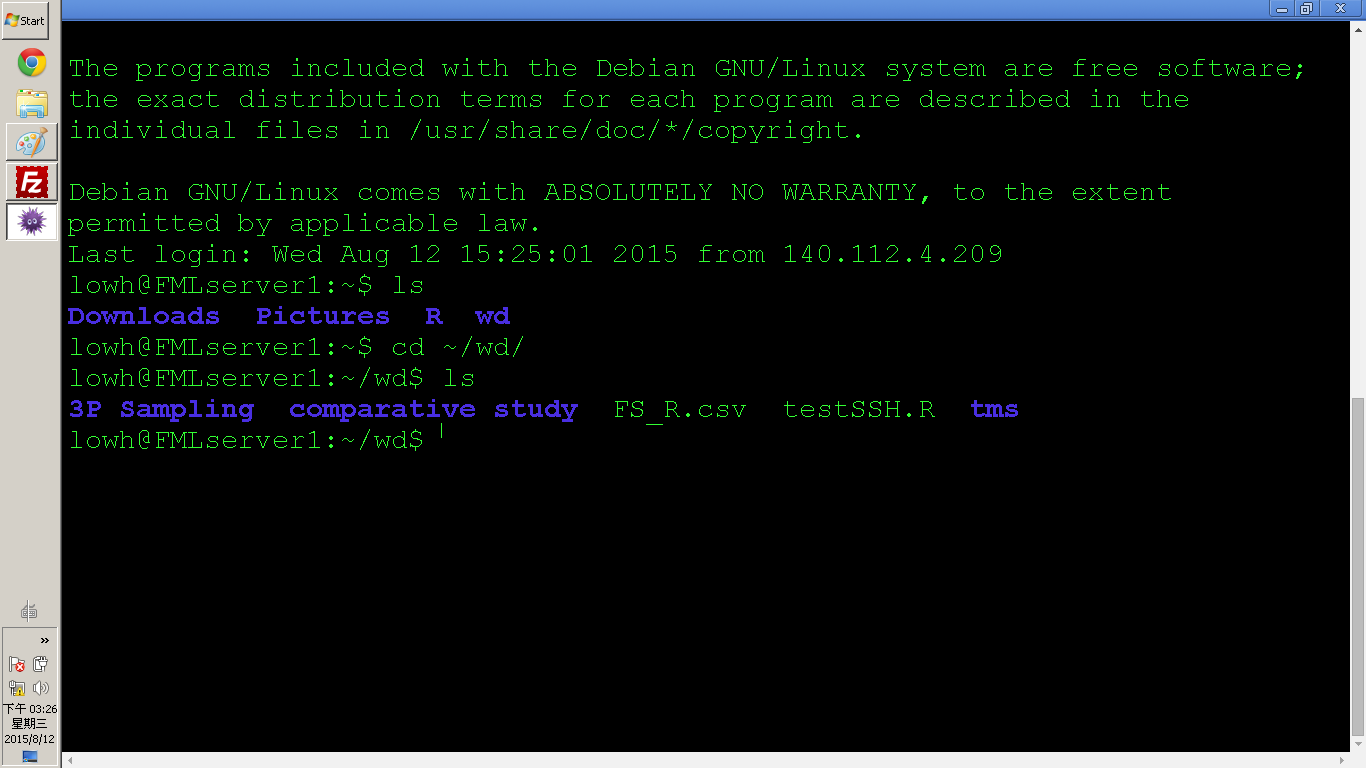 Start
The programs included with the Debian GNU/Linux system are free software;
the exact distribution terms for each program are described in the
individual files in /usr/share/doc/*/copyright.
Debian GNU/Linux comes with ABSOLUTELY NO WARRANTY, to the extent
permitted by applicable law.
Last login: Wed Aug 12 15:25:01 2015 from 140.112.4.209
lowh@FMLserver1:~$ ls
Downloads  Pictures  R  wd
lowh@FMLserver1:~$ cd ~/wd/
lowh@FMLserver1:~/wd$ ls
3P Sampling  comparative study  FS_R.csv  testSSH.R  tms
lowh@FMLserver1:~/wd$
Fz
»
下午 03:26
星期三
2015/8/12